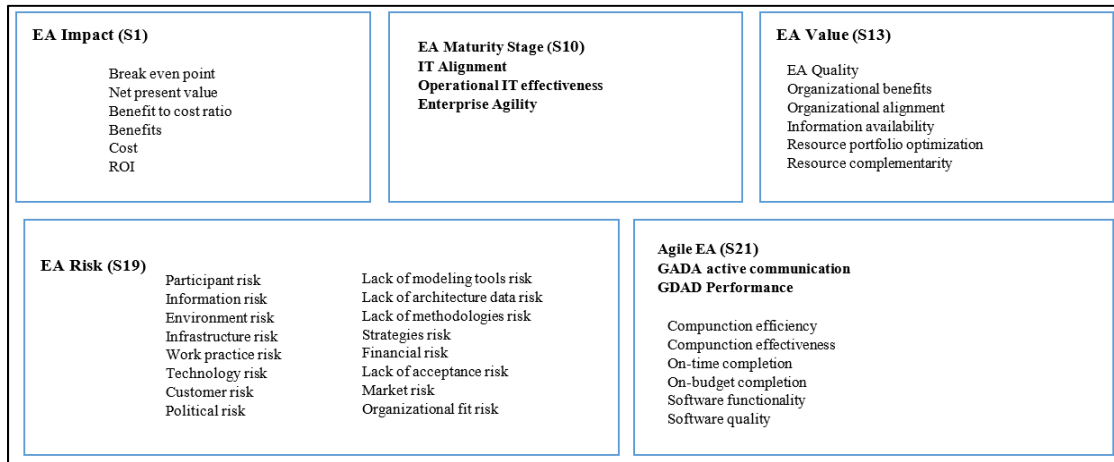 EA Impact (S1)
Break even point
Net present value
Benefit to cost ratio
Benefits
Cost
ROI
EA Maturity Stage (S10)
IT Alignment
Operational IT effectiveness
Enterprise Agility
EA Value (S13)
EA Quality
Organizational benefits
Organizational alignment
Information availability
Resource portfolio optimization
Resource complementarity
EA Risk (S19)
Participant risk
Information risk
Environment risk
Infrastructure risk
Work practice risk
Technology risk
Customer risk
Political risk
Lack of modeling tools risk
Lack of architecture data risk
Lack of methodologies risk
Strategies risk
Financial risk
Lack of acceptance risk
Market risk
Organizational fit risk
Agile EA (S21)
GADA active communication
GDAD Performance
Compunction efficiency
Compunction effectiveness
On-time completion
On-budget completion
Software functionality
Software quality